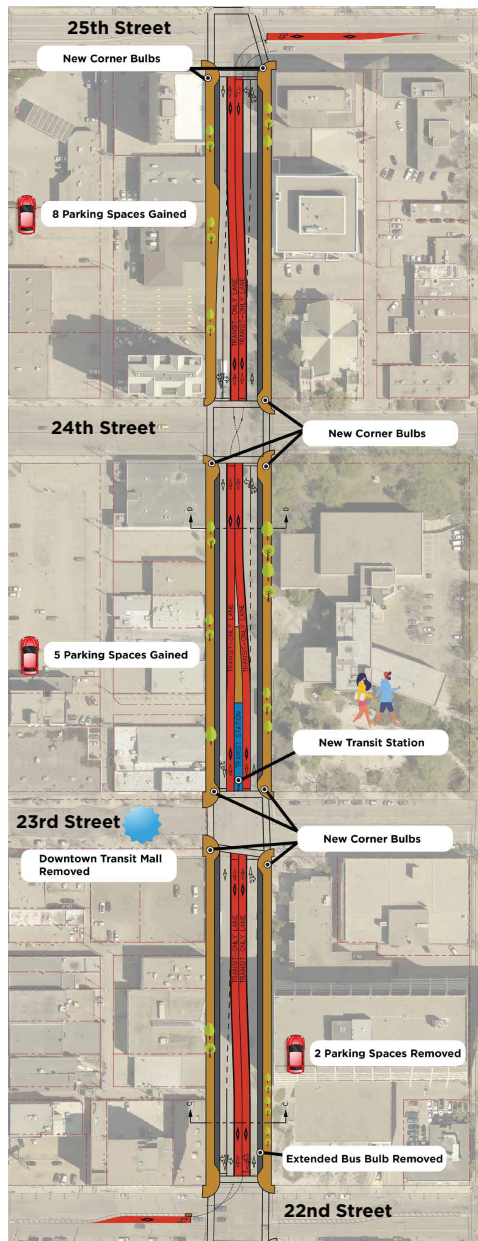 25th Street
New Corner Bulbs
8 Parking Spaces Gained
TRANSIT-ONLY LANE
TRANSIT-ONLY LANE
24th Street
New Corner Bulbs
D
D
TRANSIT-ONLY LANE
TRANSIT-ONLY LANE
5 Parking Spaces Gained
TRANSIT STATION
New Transit Station
23rd Street
New Corner Bulbs
Downtown Transit Mall
Removed
TRANSIT-ONLY LANE
TRANSIT-ONLY LANE
2 Parking Spaces Removed
C
C
Extended Bus Bulb Removed
22nd Street